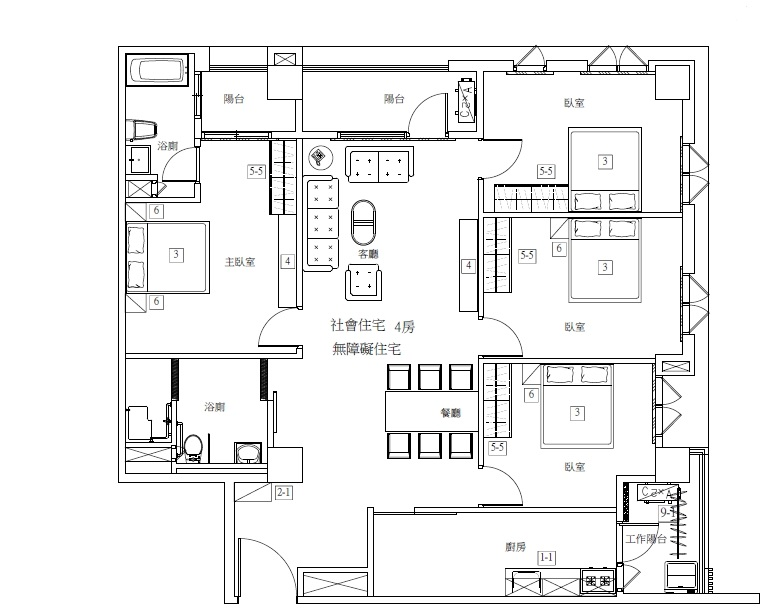 陽台
陽台
臥室
浴廁
5-5
5-5
3
6
3
主臥室
4
客廳
4
5-5
6
3
6
臥室
社會住宅 4房
無障礙住宅
浴廁
餐廳
6
3
5-5
臥室
2-1
9-1
工作陽台
廚房
1-1